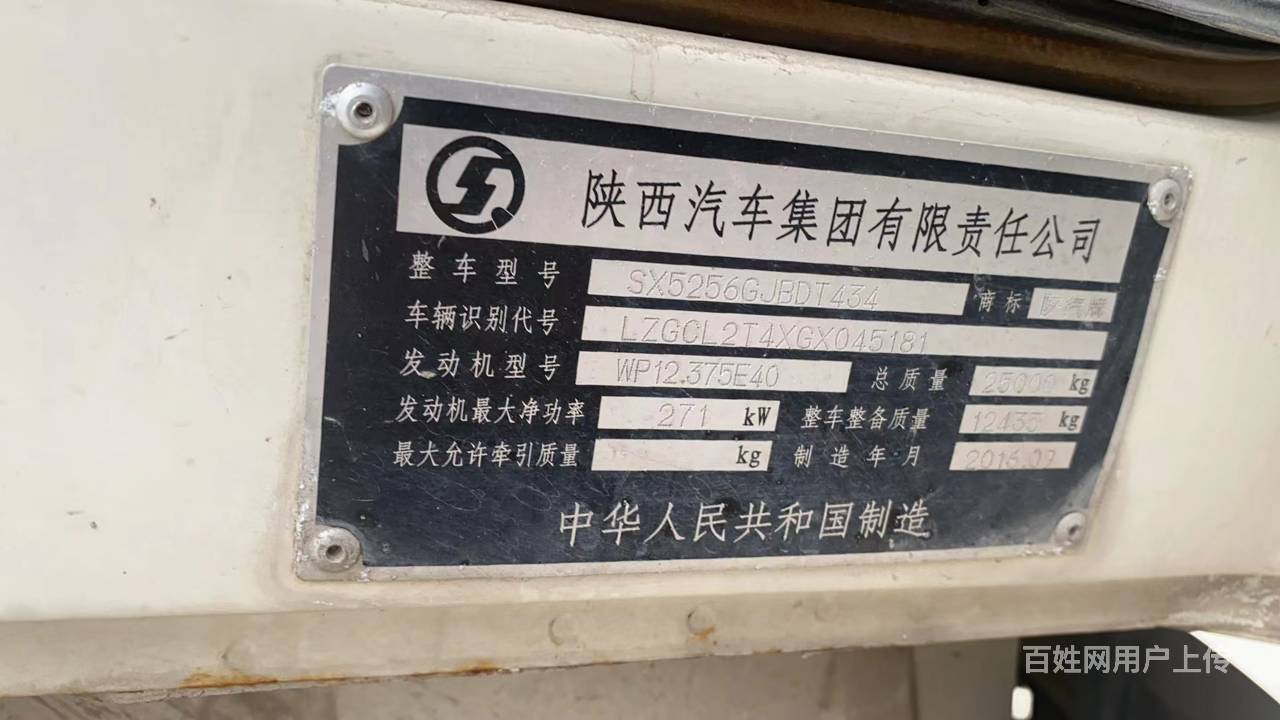 陕西汽车集团有限责任公司
整车型号 SX5256GJBDT434 商标 陕汽牌
车辆识别代号 LZGCL2T4XGX045181
发动机型号 WP12.375E40 总质量 25000 kg
发动机最大净功率 271 kW 整车整备质量 12435 kg
最大允许牵引质量 kg 制造年月 2016.09
中华人民共和国制造
百姓网用户上传